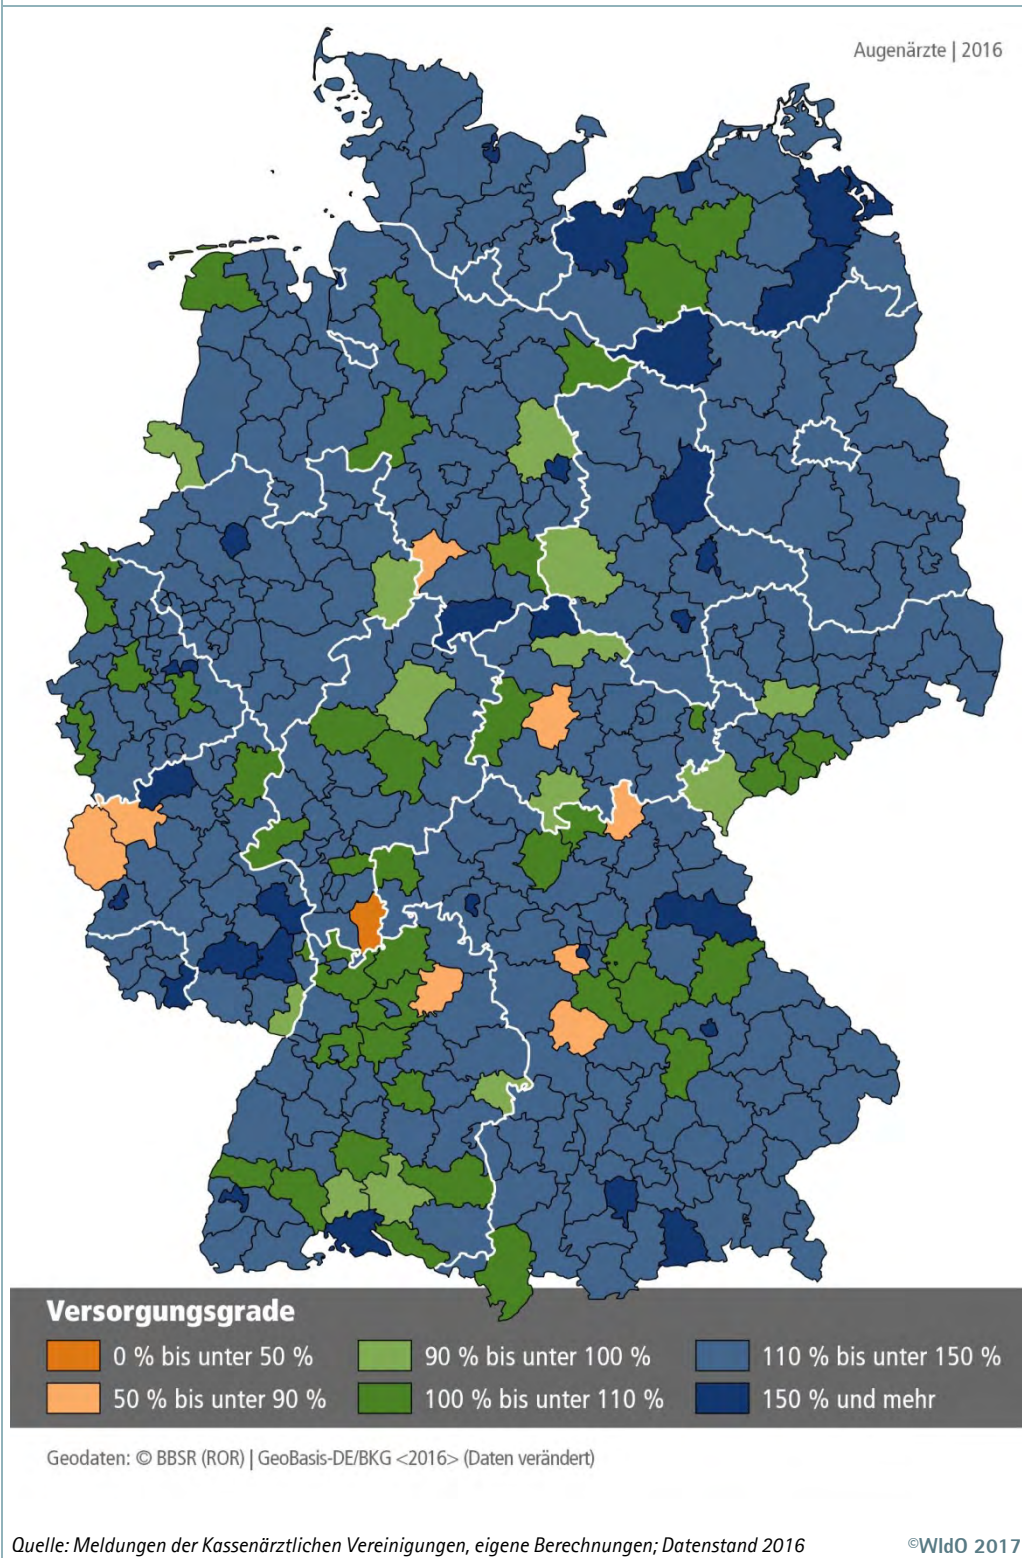 Augenärzte | 2016
Versorgungsgrade
0 % bis unter 50 %
90 % bis unter 100 %
110 % bis unter 150 %
50 % bis unter 90 %
100 % bis unter 110 %
150 % und mehr
Geodaten: © BBSR (ROR) | GeoBasis-DE/BKG <2016> (Daten verändert)
Quelle: Meldungen der Kassenärztlichen Vereinigungen, eigene Berechnungen; Datenstand 2016
©WIdO 2017